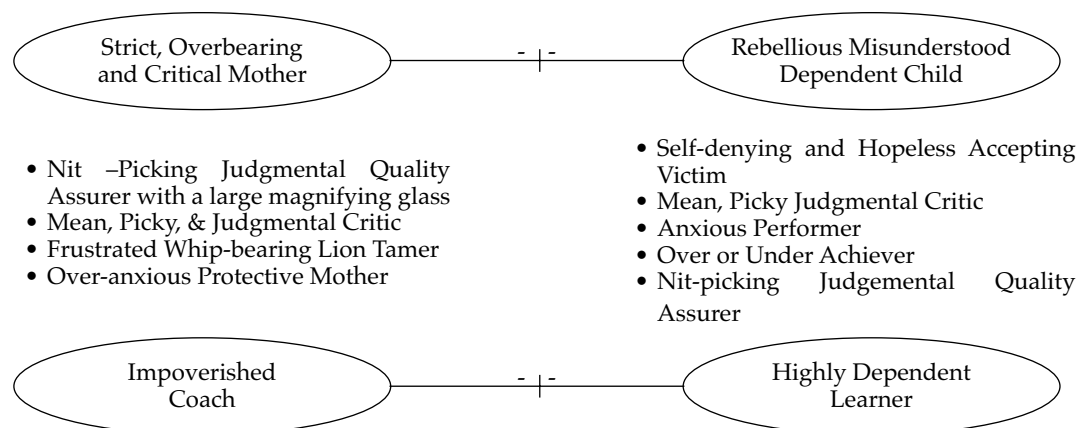 Strict, Overbearing
and Critical Mother
- | -
Rebellious Misunderstood
Dependent Child
• Nit –Picking Judgmental Quality
Assurer with a large magnifying glass
• Mean, Picky, & Judgmental Critic
• Frustrated Whip-bearing Lion Tamer
• Over-anxious Protective Mother
• Self-denying and Hopeless Accepting
Victim
• Mean, Picky Judgmental Critic
• Anxious Performer
• Over or Under Achiever
• Nit-picking Judgemental Quality
Assurer
Impoverished
Coach
- | -
Highly Dependent
Learner